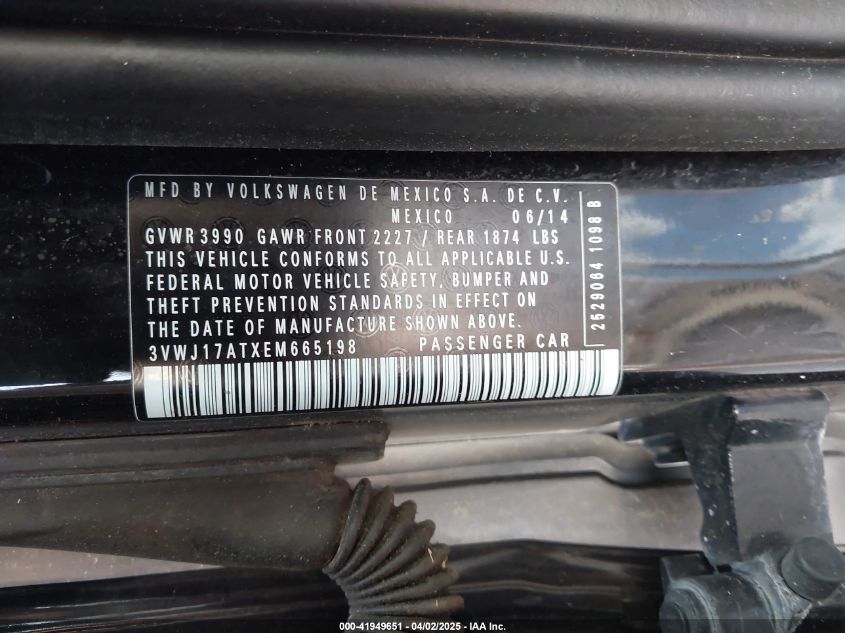 MFD BY VOLKSWAGEN DE MEXICO S.A. DE C.V.
MEXICO 06/14
GVWR 3990 GAWR FRONT 2227 / REAR 1874 LBS
THIS VEHICLE CONFORMS TO ALL APPLICABLE U.S.
FEDERAL MOTOR VEHICLE SAFETY, BUMPER AND
THEFT PREVENTION STANDARDS IN EFFECT ON
THE DATE OF MANUFACTURE SHOWN ABOVE.
3VWJ17ATXEM665198 PASSENGER CAR
2529064 1098 B
000-41949651 | 04/02/2025 | IAA Inc.